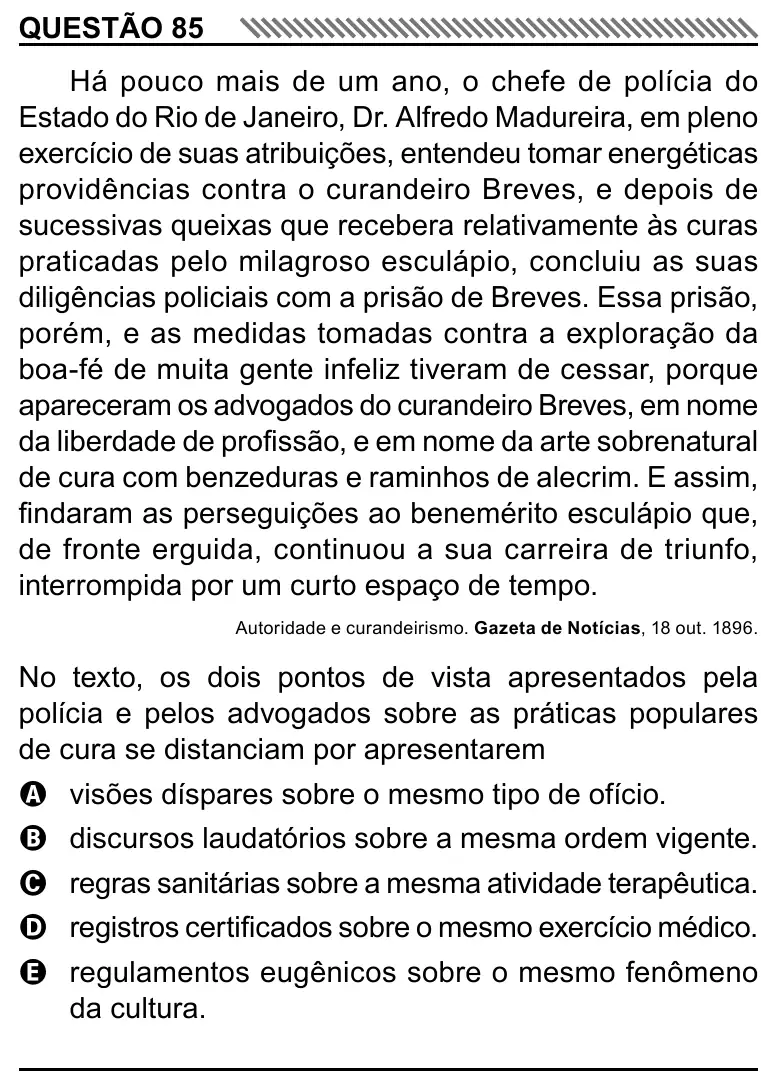 QUESTÃO 85
Há pouco mais de um ano, o chefe de polícia do
Estado do Rio de Janeiro, Dr. Alfredo Madureira, em pleno
exercício de suas atribuições, entendeu tomar energéticas
providências contra o curandeiro Breves, e depois de
sucessivas queixas que recebera relativamente às curas
praticadas pelo milagroso esculápio, concluiu as suas
diligências policiais com a prisão de Breves. Essa prisão,
porém, e as medidas tomadas contra a exploração da
boa-fé de muita gente infeliz tiveram de cessar, porque
apareceram os advogados do curandeiro Breves, em nome
da liberdade de profissão, e em nome da arte sobrenatural
de cura com benzeduras e raminhos de alecrim. E assim,
findaram as perseguições ao benemérito esculápio que,
de fronte erguida, continuou a sua carreira de triunfo,
interrompida por um curto espaço de tempo.
Autoridade e curandeirismo. Gazeta de Notícias, 18 out. 1896.
No texto, os dois pontos de vista apresentados pela
polícia e pelos advogados sobre as práticas populares
de cura se distanciam por apresentarem
A visões díspares sobre o mesmo tipo de ofício.
B discursos laudatórios sobre a mesma ordem vigente.
C regras sanitárias sobre a mesma atividade terapêutica.
D registros certificados sobre o mesmo exercício médico.
E regulamentos eugênicos sobre o mesmo fenômeno
da cultura.